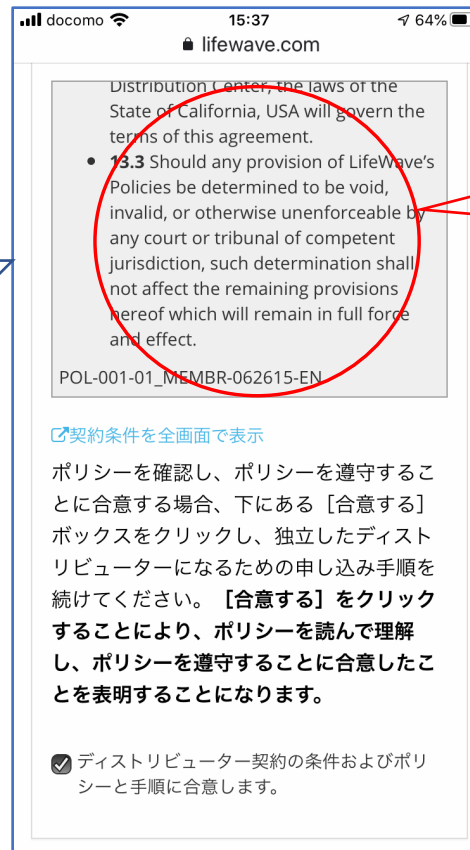 docomo 15:37 64%
lifewave.com
Distribution Center, the laws of the
State of California, USA will govern the
terms of this agreement.
• 13.3 Should any provision of LifeWave's
Policies be determined to be void,
invalid, or otherwise unenforceable by
any court or tribunal of competent
jurisdiction, such determination shall
not affect the remaining provisions
hereof which will remain in full force
and effect.
POL-001-01_MEMBR-062615-EN
契約条件を全画面で表示
ポリシーを確認し、ポリシーを遵守するこ
とに合意する場合、下にある［合意する］
ボックスをクリックし、独立したディスト
リビューターになるための申し込み手順を
続けてください。［合意する］をクリック
することにより、ポリシーを読んで理解
し、ポリシーを遵守することに合意したこ
とを表明することになります。
ディストリビューター契約の条件およびポリ
シーと手順に合意します。